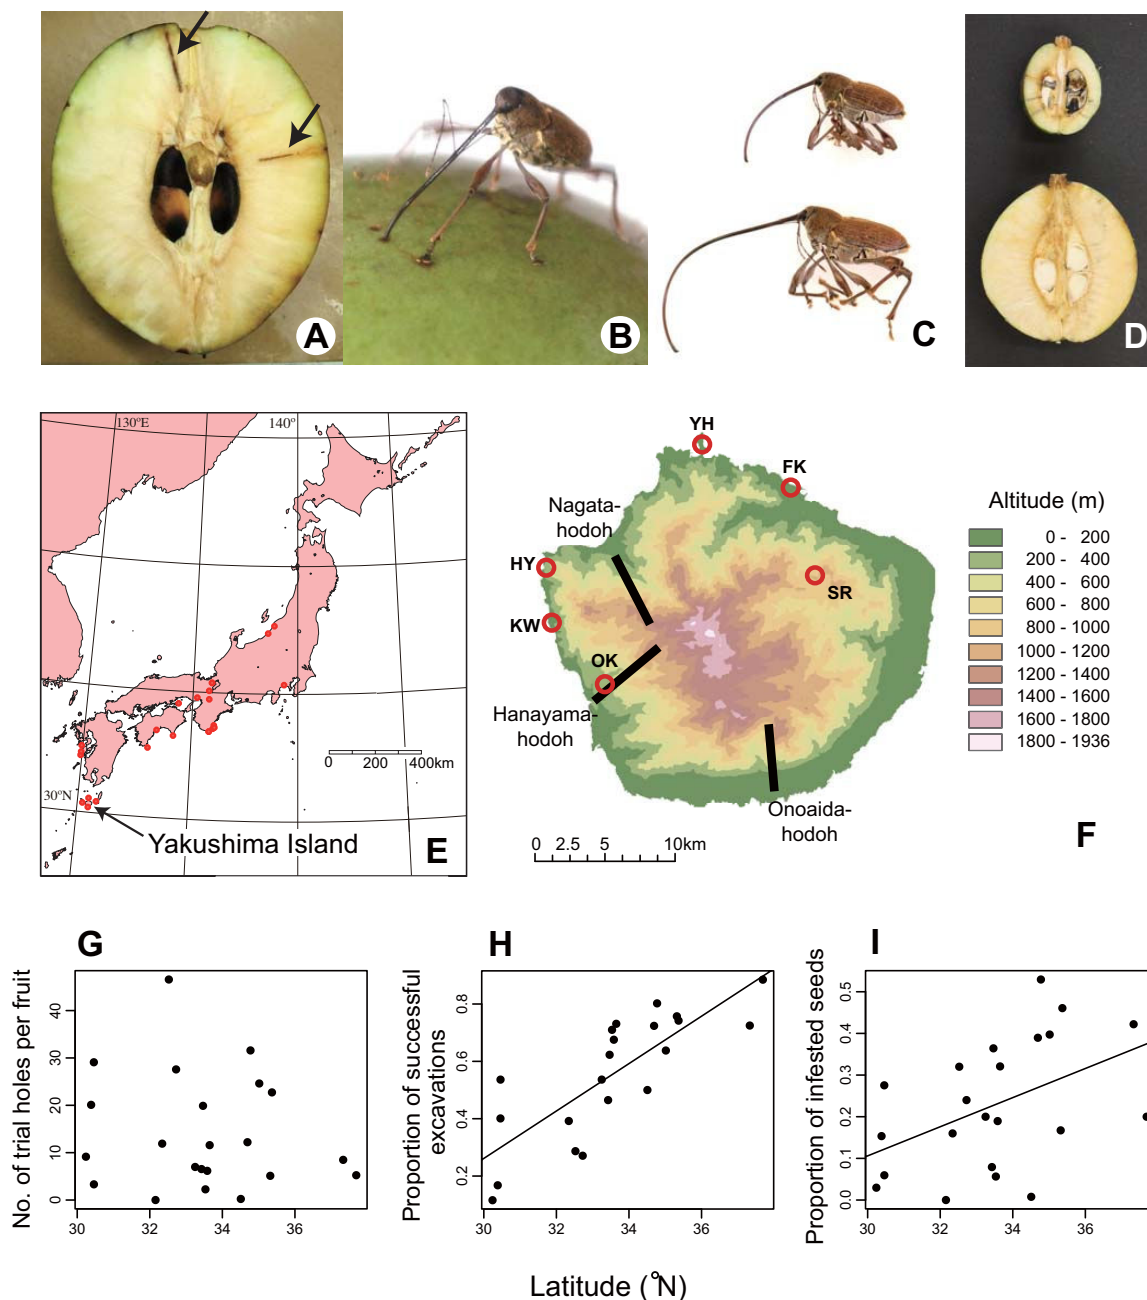 A
B
C
D
130ºE
140º
30ºN
0 200 400km
Yakushima Island
E
YH
FK
Nagata-
hodoh
HY
SR
KW
OK
Hanayama-
hodoh
Onoaida-
hodoh
0 2.5 5 10km
Altitude (m)
0 - 200
200 - 400
400 - 600
600 - 800
800 - 1000
1000 - 1200
1200 - 1400
1400 - 1600
1600 - 1800
1800 - 1936
F
G
No. of trial holes per fruit
0 10 20 30 40
30 32 34 36
H
Proportion of successful
excavations
0.2 0.4 0.6 0.8
30 32 34 36
I
Proportion of infested seeds
0.0 0.1 0.2 0.3 0.4 0.5
30 32 34 36
Latitude (°N)